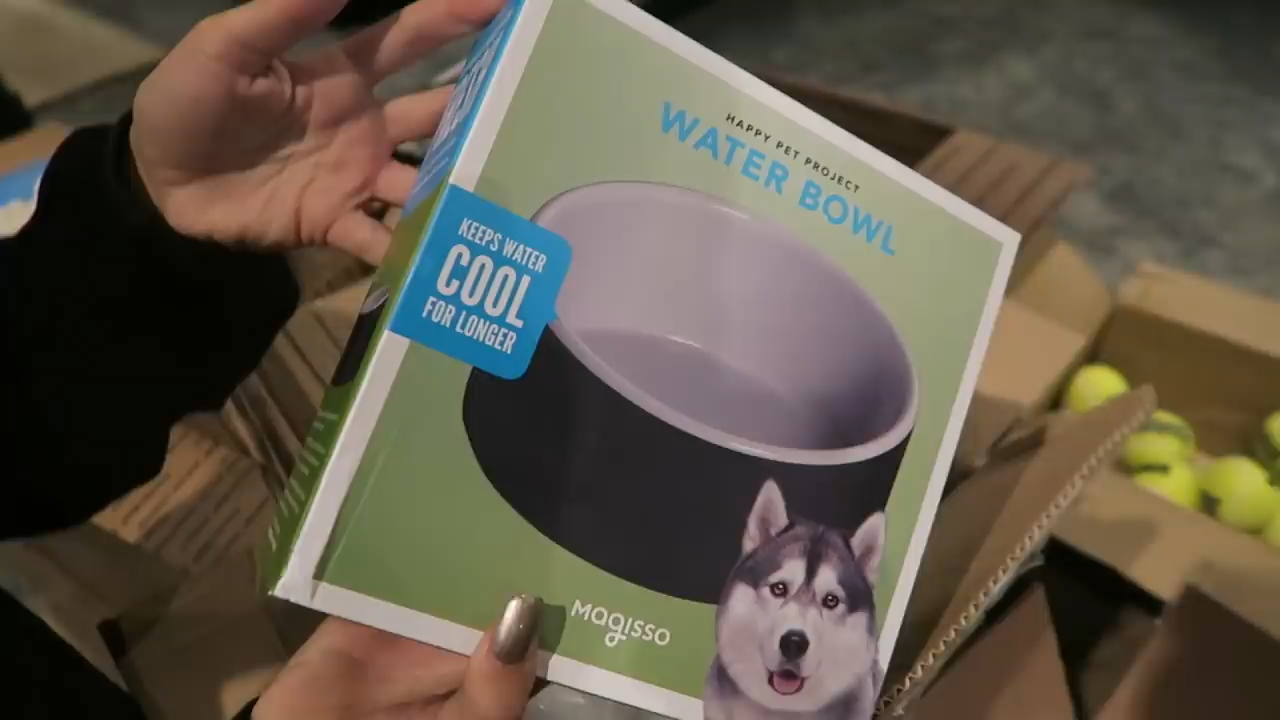 HAPPY PET PROJECT
WATER BOWL
KEEPS WATER
COOL
FOR LONGER
magisso